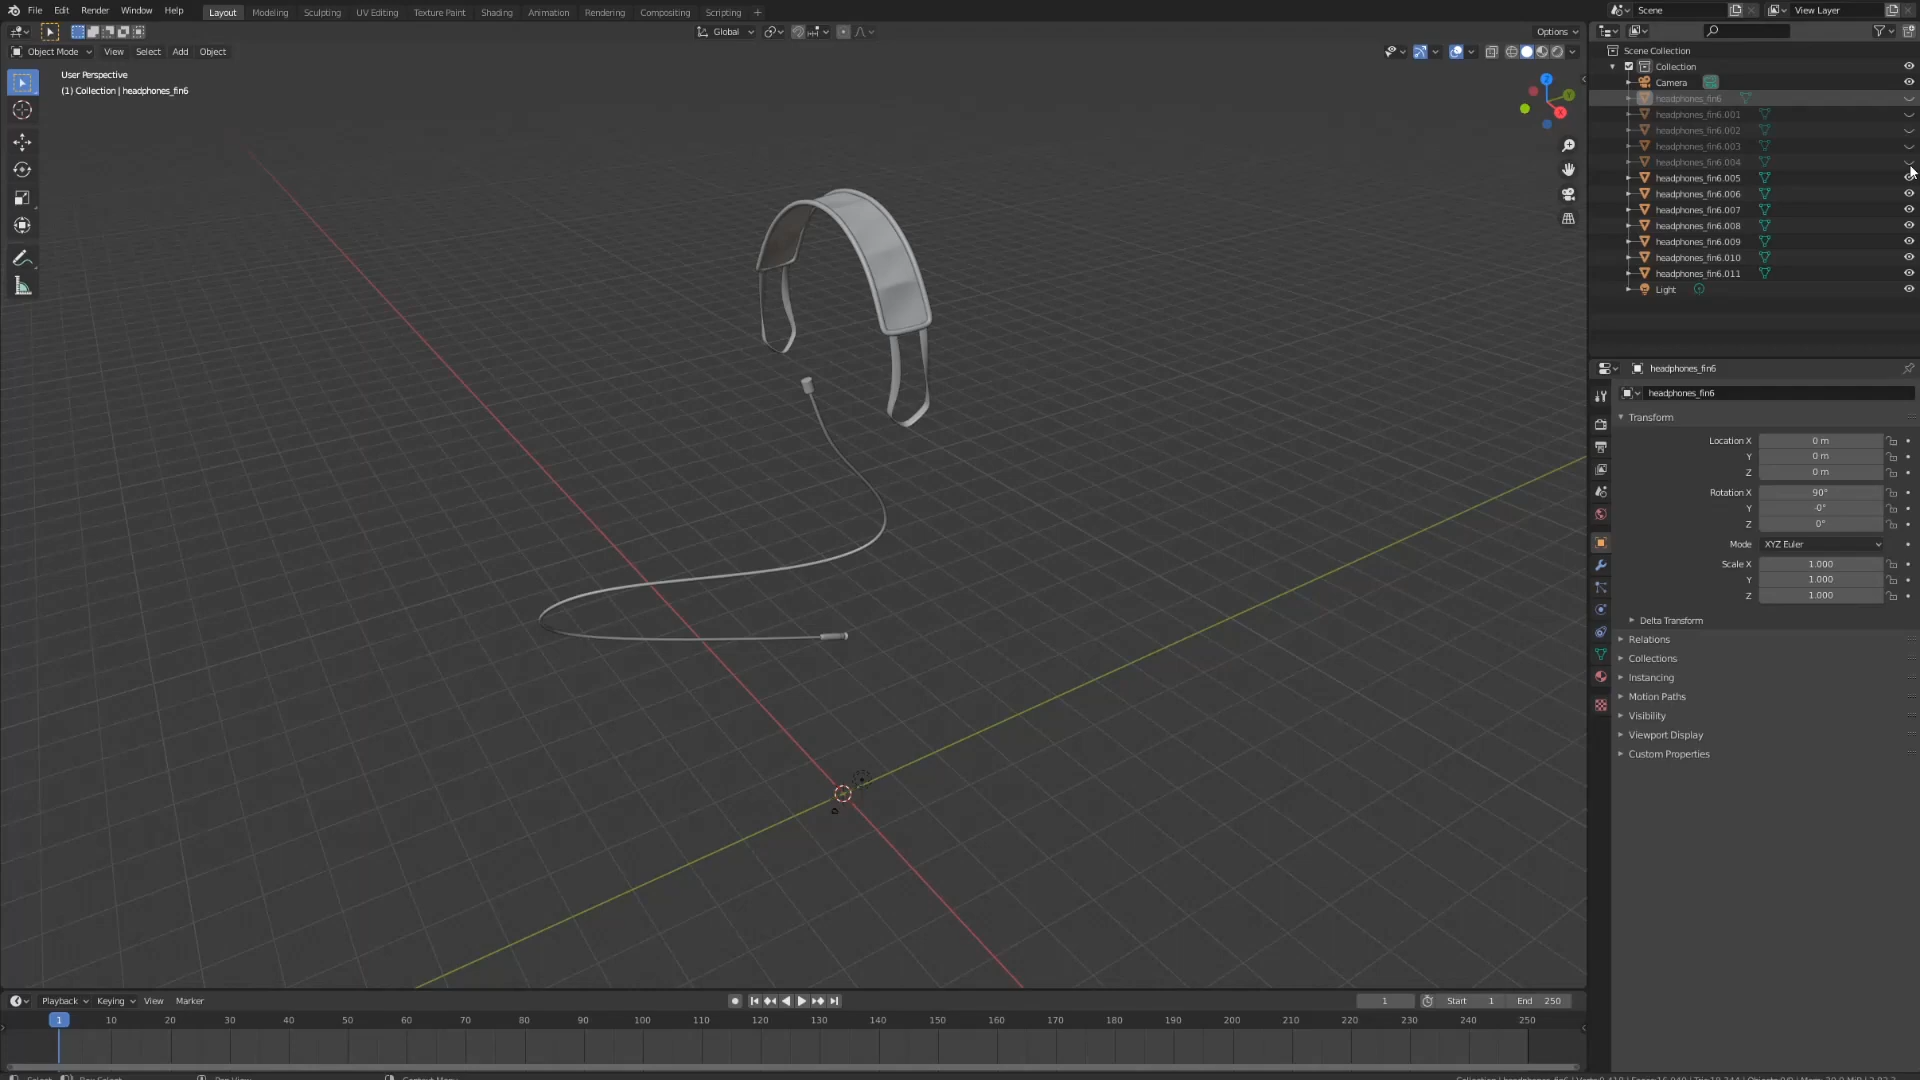 File Edit Render Window Help Layout Modeling Sculpting UV Editing Texture Paint Shading Animation Rendering Compositing Scripting + Scene View Layer
Global Options
Object Mode View Select Add Object
User Perspective
(1) Collection | headphones_fin6
Scene Collection
Collection
Camera
headphones_fin6
headphones_fin6.001
headphones_fin6.002
headphones_fin6.003
headphones_fin6.004
headphones_fin6.005
headphones_fin6.006
headphones_fin6.007
headphones_fin6.008
headphones_fin6.009
headphones_fin6.010
headphones_fin6.011
Light
headphones_fin6
headphones_fin6
Transform
Location X 0 m
Y 0 m
Z 0 m
Rotation X 90°
Y -0°
Z 0°
Mode XYZ Euler
Scale X 1.000
Y 1.000
Z 1.000
Delta Transform
Relations
Collections
Instancing
Motion Paths
Visibility
Viewport Display
Custom Properties
Playback Keying View Marker 1 Start 1 End 250
1 10 20 30 40 50 60 70 80 90 100 110 120 130 140 150 160 170 180 190 200 210 220 230 240 250